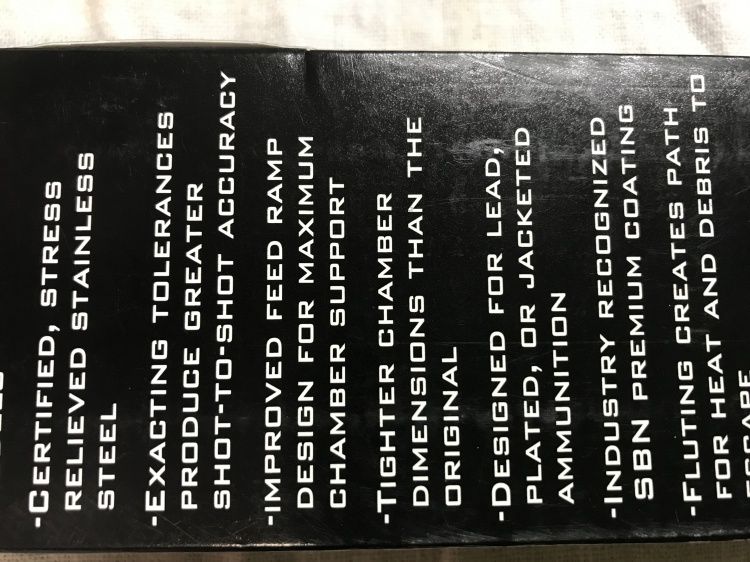 -Certified, stress
relieved stainless
steel
-Exacting tolerances
produce greater
shot-to-shot accuracy
-Improved feed ramp
design for maximum
chamber support
-Tighter chamber
dimensions than the
original
-Designed for lead,
plated, or jacketed
ammunition
-Industry recognized
SBN premium coating
-Fluting creates path
for heat and debris to